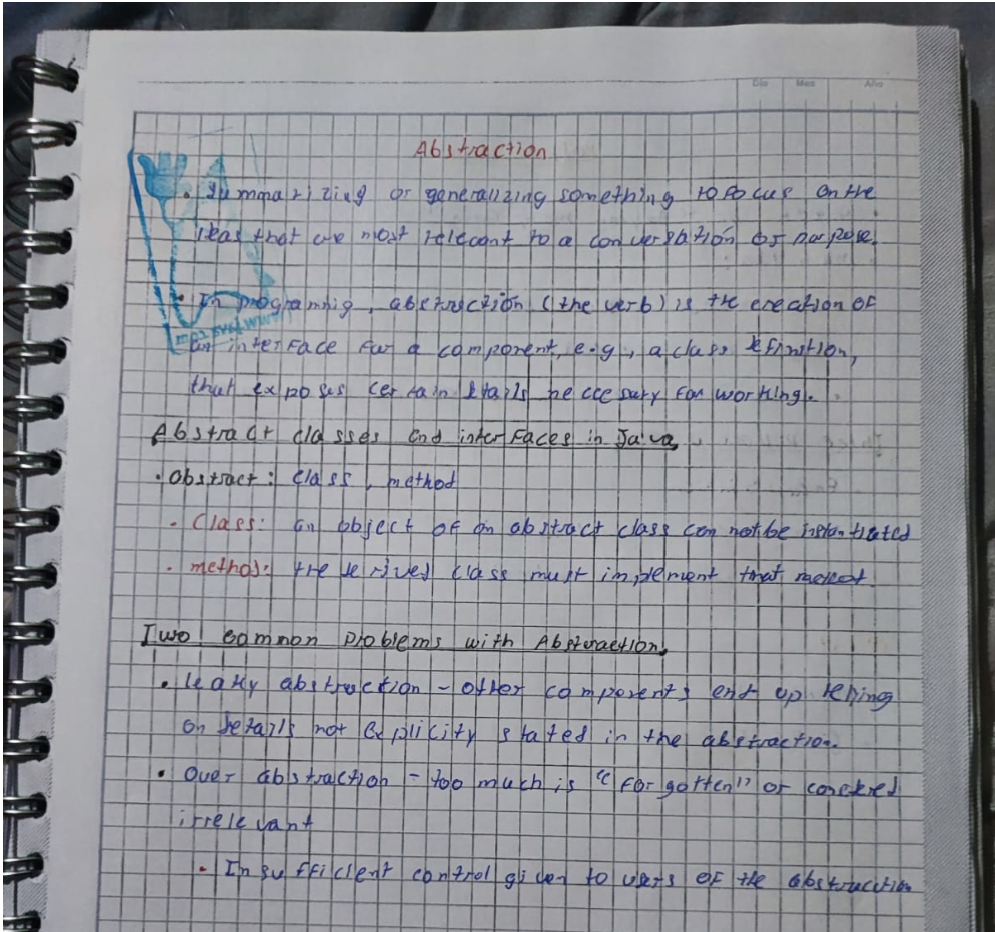 Dia Mes Año
Abstraction
• Summarizing or generalizing something to focus on the
ideas that are most relevant to a conversation or purpose.
• In programmig, abstraction (the verb) is the creation of
an interface for a component, e.g., a class definition,
that exposes certain details neccesary for working.
Abstract classes and interfaces in Java
• Abstract: class, method
• Class: an object of an abstract class can not be instantiated
• method: the derived class must implement that method.
Two common problems with Abstraction
• leaky abstraction - other components end up relying
on details not explicity stated in the abstraction.
• Over abstraction - too much is "forgotten" or
irrelevant
• Insufficient control given to users of the abstraction